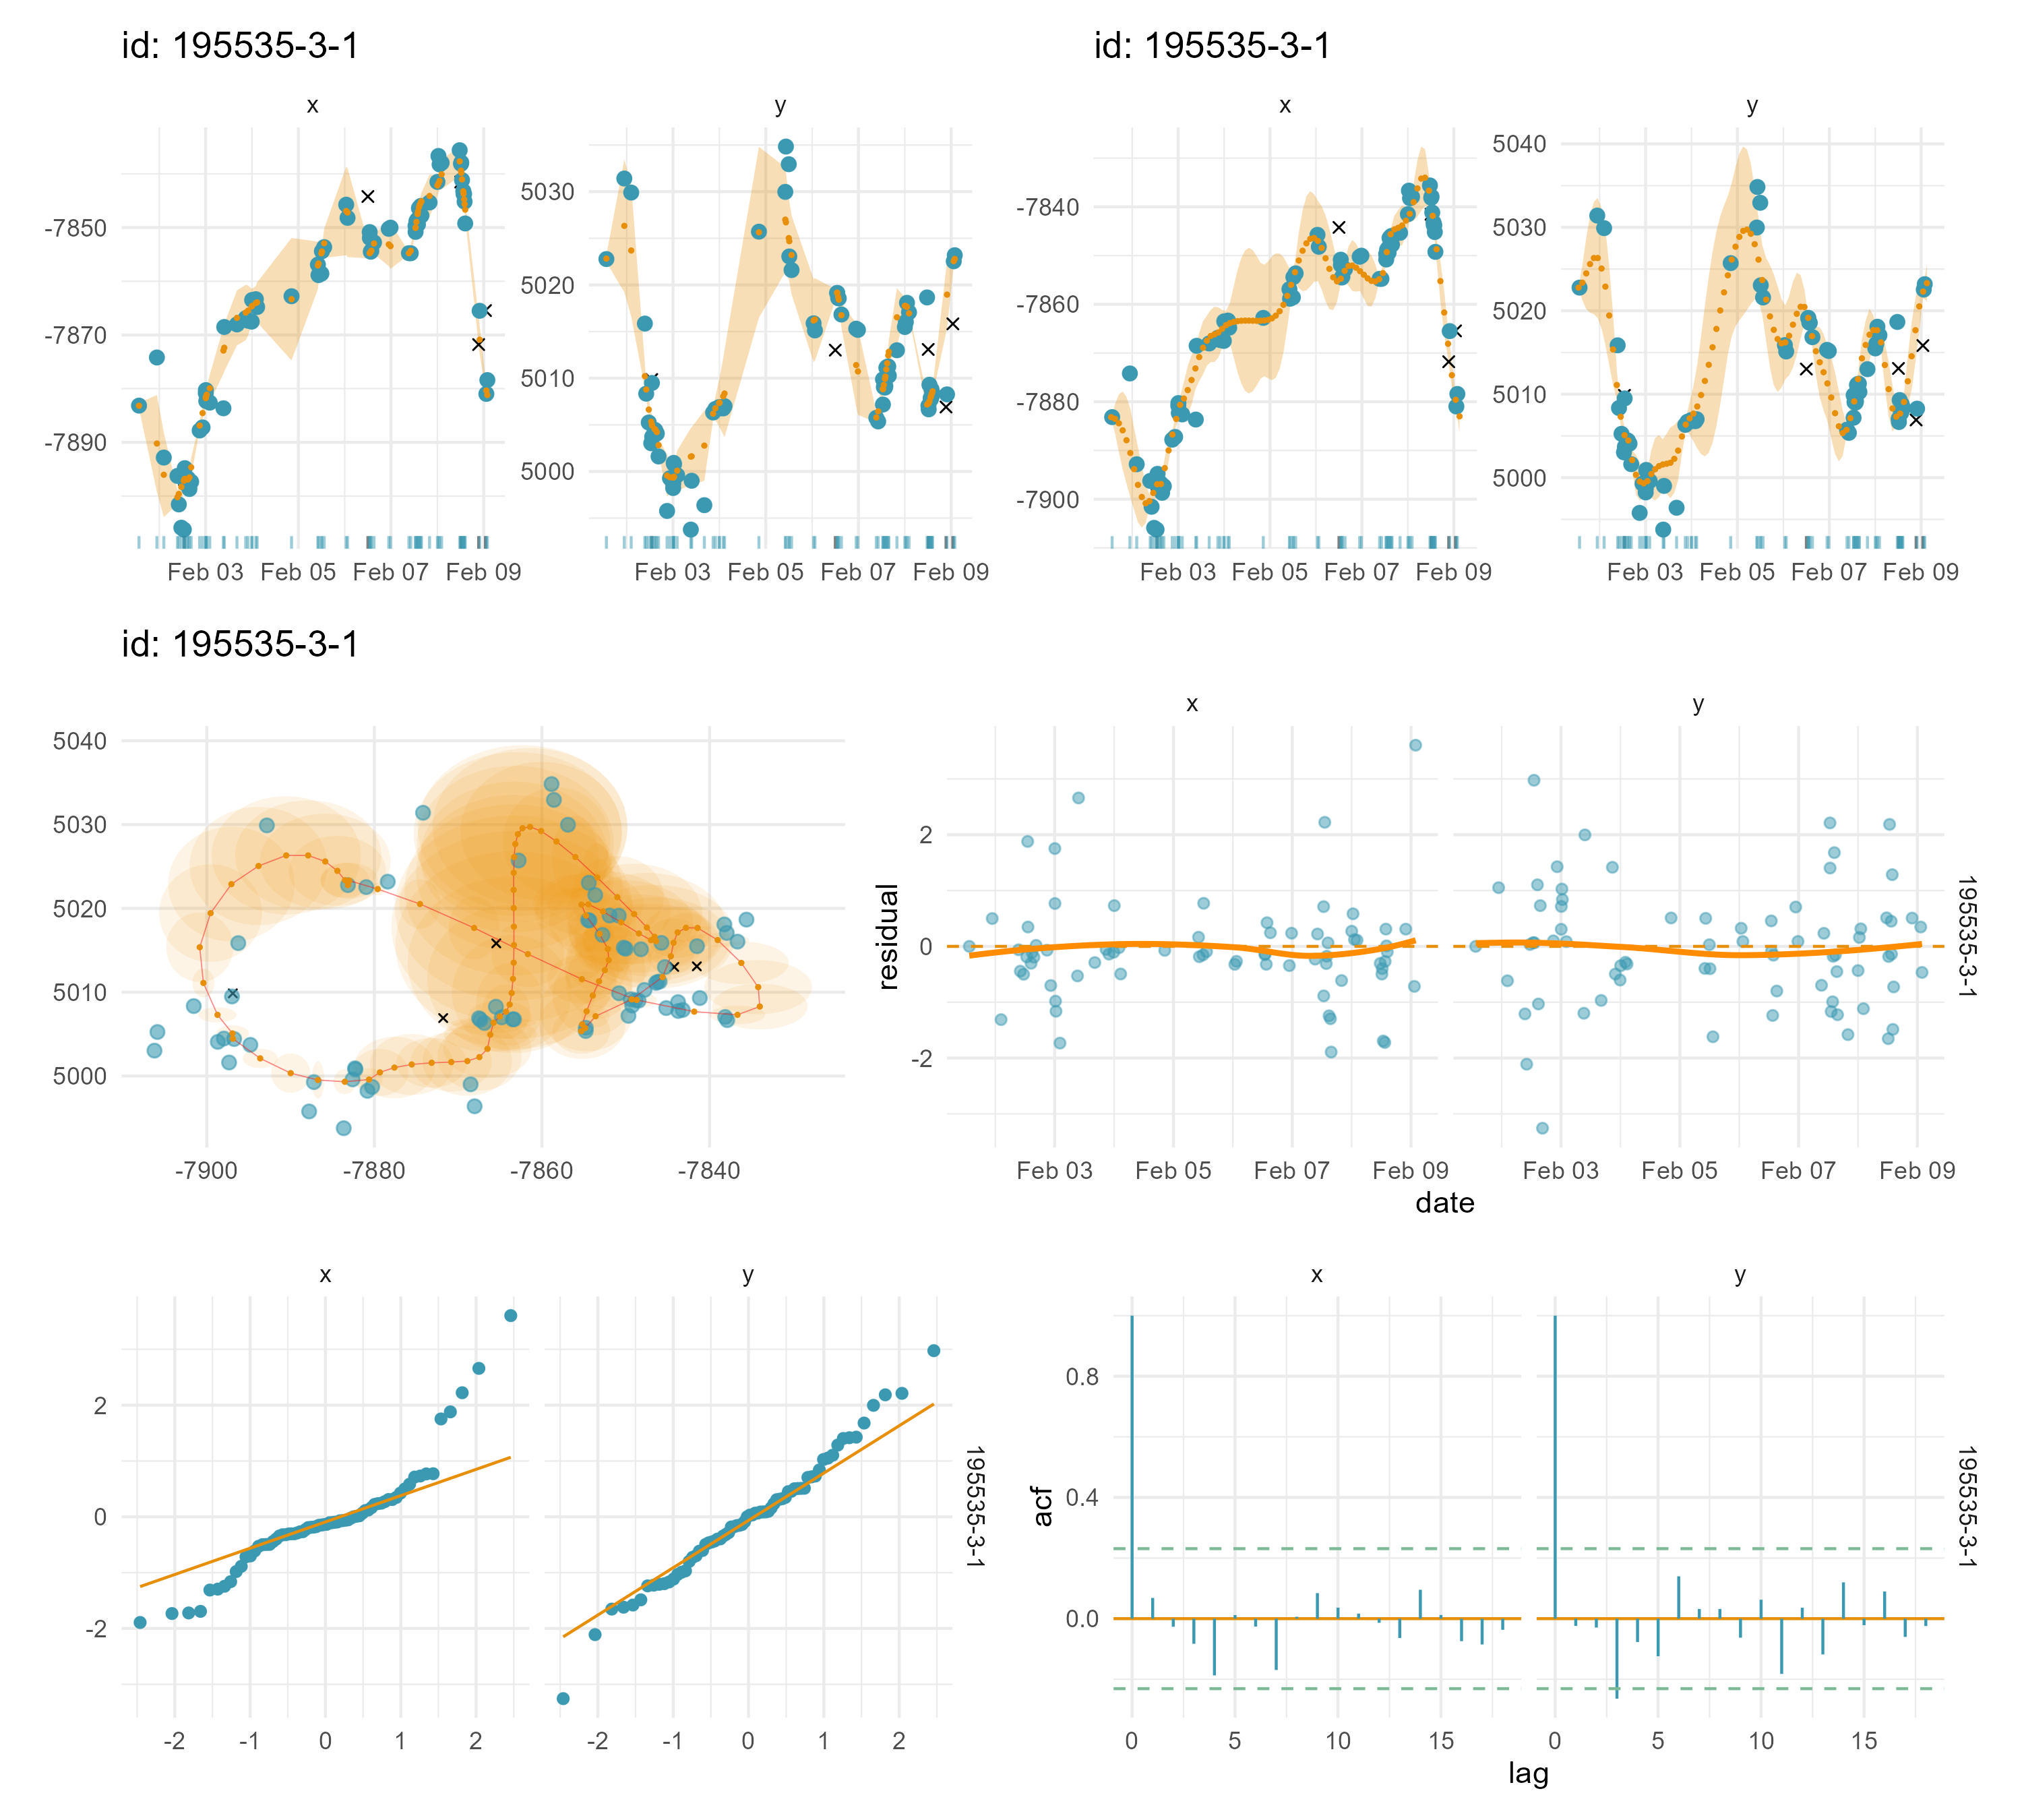 id: 195535-3-1
id: 195535-3-1
x
y
x
y
-7850
-7870
-7890
5030
5020
5010
5000
-7840
-7860
-7880
-7900
5040
5030
5020
5010
5000
Feb 03 Feb 05 Feb 07 Feb 09
Feb 03 Feb 05 Feb 07 Feb 09
Feb 03 Feb 05 Feb 07 Feb 09
Feb 03 Feb 05 Feb 07 Feb 09
id: 195535-3-1
5040
5030
5020
5010
5000
-7900 -7880 -7860 -7840
x
y
residual
2
0
-2
195535-3-1
Feb 03 Feb 05 Feb 07 Feb 09
Feb 03 Feb 05 Feb 07 Feb 09
date
x
y
2
0
-2
195535-3-1
-2 -1 0 1 2
-2 -1 0 1 2
x
y
acf
0.8
0.4
0.0
195535-3-1
0 5 10 15
0 5 10 15
lag